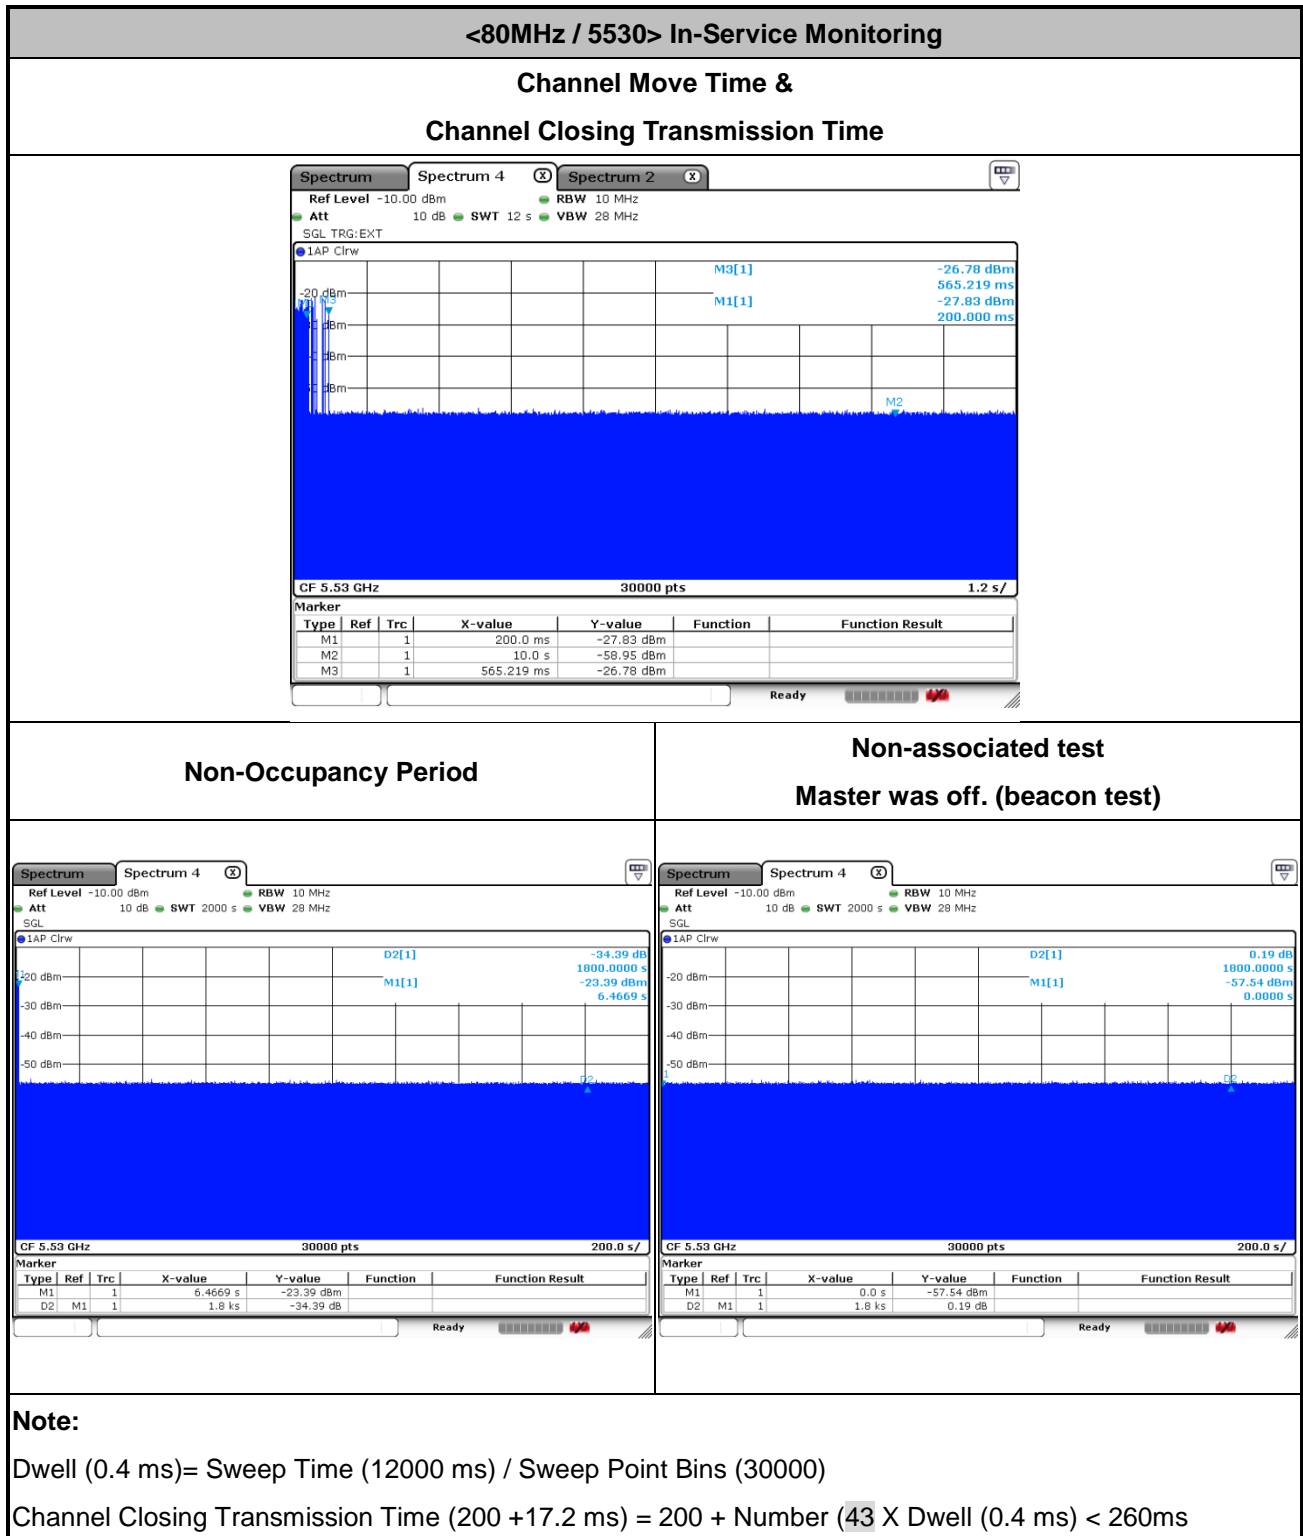 <80MHz / 5530> In-Service Monitoring
Channel Move Time &
Channel Closing Transmission Time
Spectrum Spectrum 4 X Spectrum 2 X
Ref Level -10.00 dBm RBW 10 MHz
Att 10 dB SWT 12 s VBW 28 MHz
SGL TRG:EXT
1AP Clrw
M3[1] -26.78 dBm
565.219 ms
M1[1] -27.83 dBm
200.000 ms
-20 dBm
M3
dBm
dBm
dBm
M2
CF 5.53 GHz 30000 pts 1.2 s/
Marker
Type Ref Trc X-value Y-value Function Function Result
M1 1 200.0 ms -27.83 dBm
M2 1 10.0 s -58.95 dBm
M3 1 565.219 ms -26.78 dBm
Ready
Non-Occupancy Period
Non-associated test
Master was off. (beacon test)
Spectrum Spectrum 4 X
Ref Level -10.00 dBm RBW 10 MHz
Att 10 dB SWT 2000 s VBW 28 MHz
SGL
1AP Clrw
D2[1] -34.39 dB
1800.0000 s
M1[1] -23.39 dBm
6.4669 s
-20 dBm
-30 dBm
-40 dBm
-50 dBm
D2
CF 5.53 GHz 30000 pts 200.0 s/
Marker
Type Ref Trc X-value Y-value Function Function Result
M1 1 6.4669 s -23.39 dBm
D2 M1 1 1.8 ks -34.39 dB
Ready
Spectrum Spectrum 4 X
Ref Level -10.00 dBm RBW 10 MHz
Att 10 dB SWT 2000 s VBW 28 MHz
SGL
1AP Clrw
D2[1] 0.19 dB
1800.0000 s
M1[1] -57.54 dBm
0.0000 s
-20 dBm
-30 dBm
-40 dBm
-50 dBm
D2
CF 5.53 GHz 30000 pts 200.0 s/
Marker
Type Ref Trc X-value Y-value Function Function Result
M1 1 0.0 s -57.54 dBm
D2 M1 1 1.8 ks 0.19 dB
Ready
Note:
Dwell (0.4 ms)= Sweep Time (12000 ms) / Sweep Point Bins (30000)
Channel Closing Transmission Time (200 +17.2 ms) = 200 + Number (43 X Dwell (0.4 ms) < 260ms